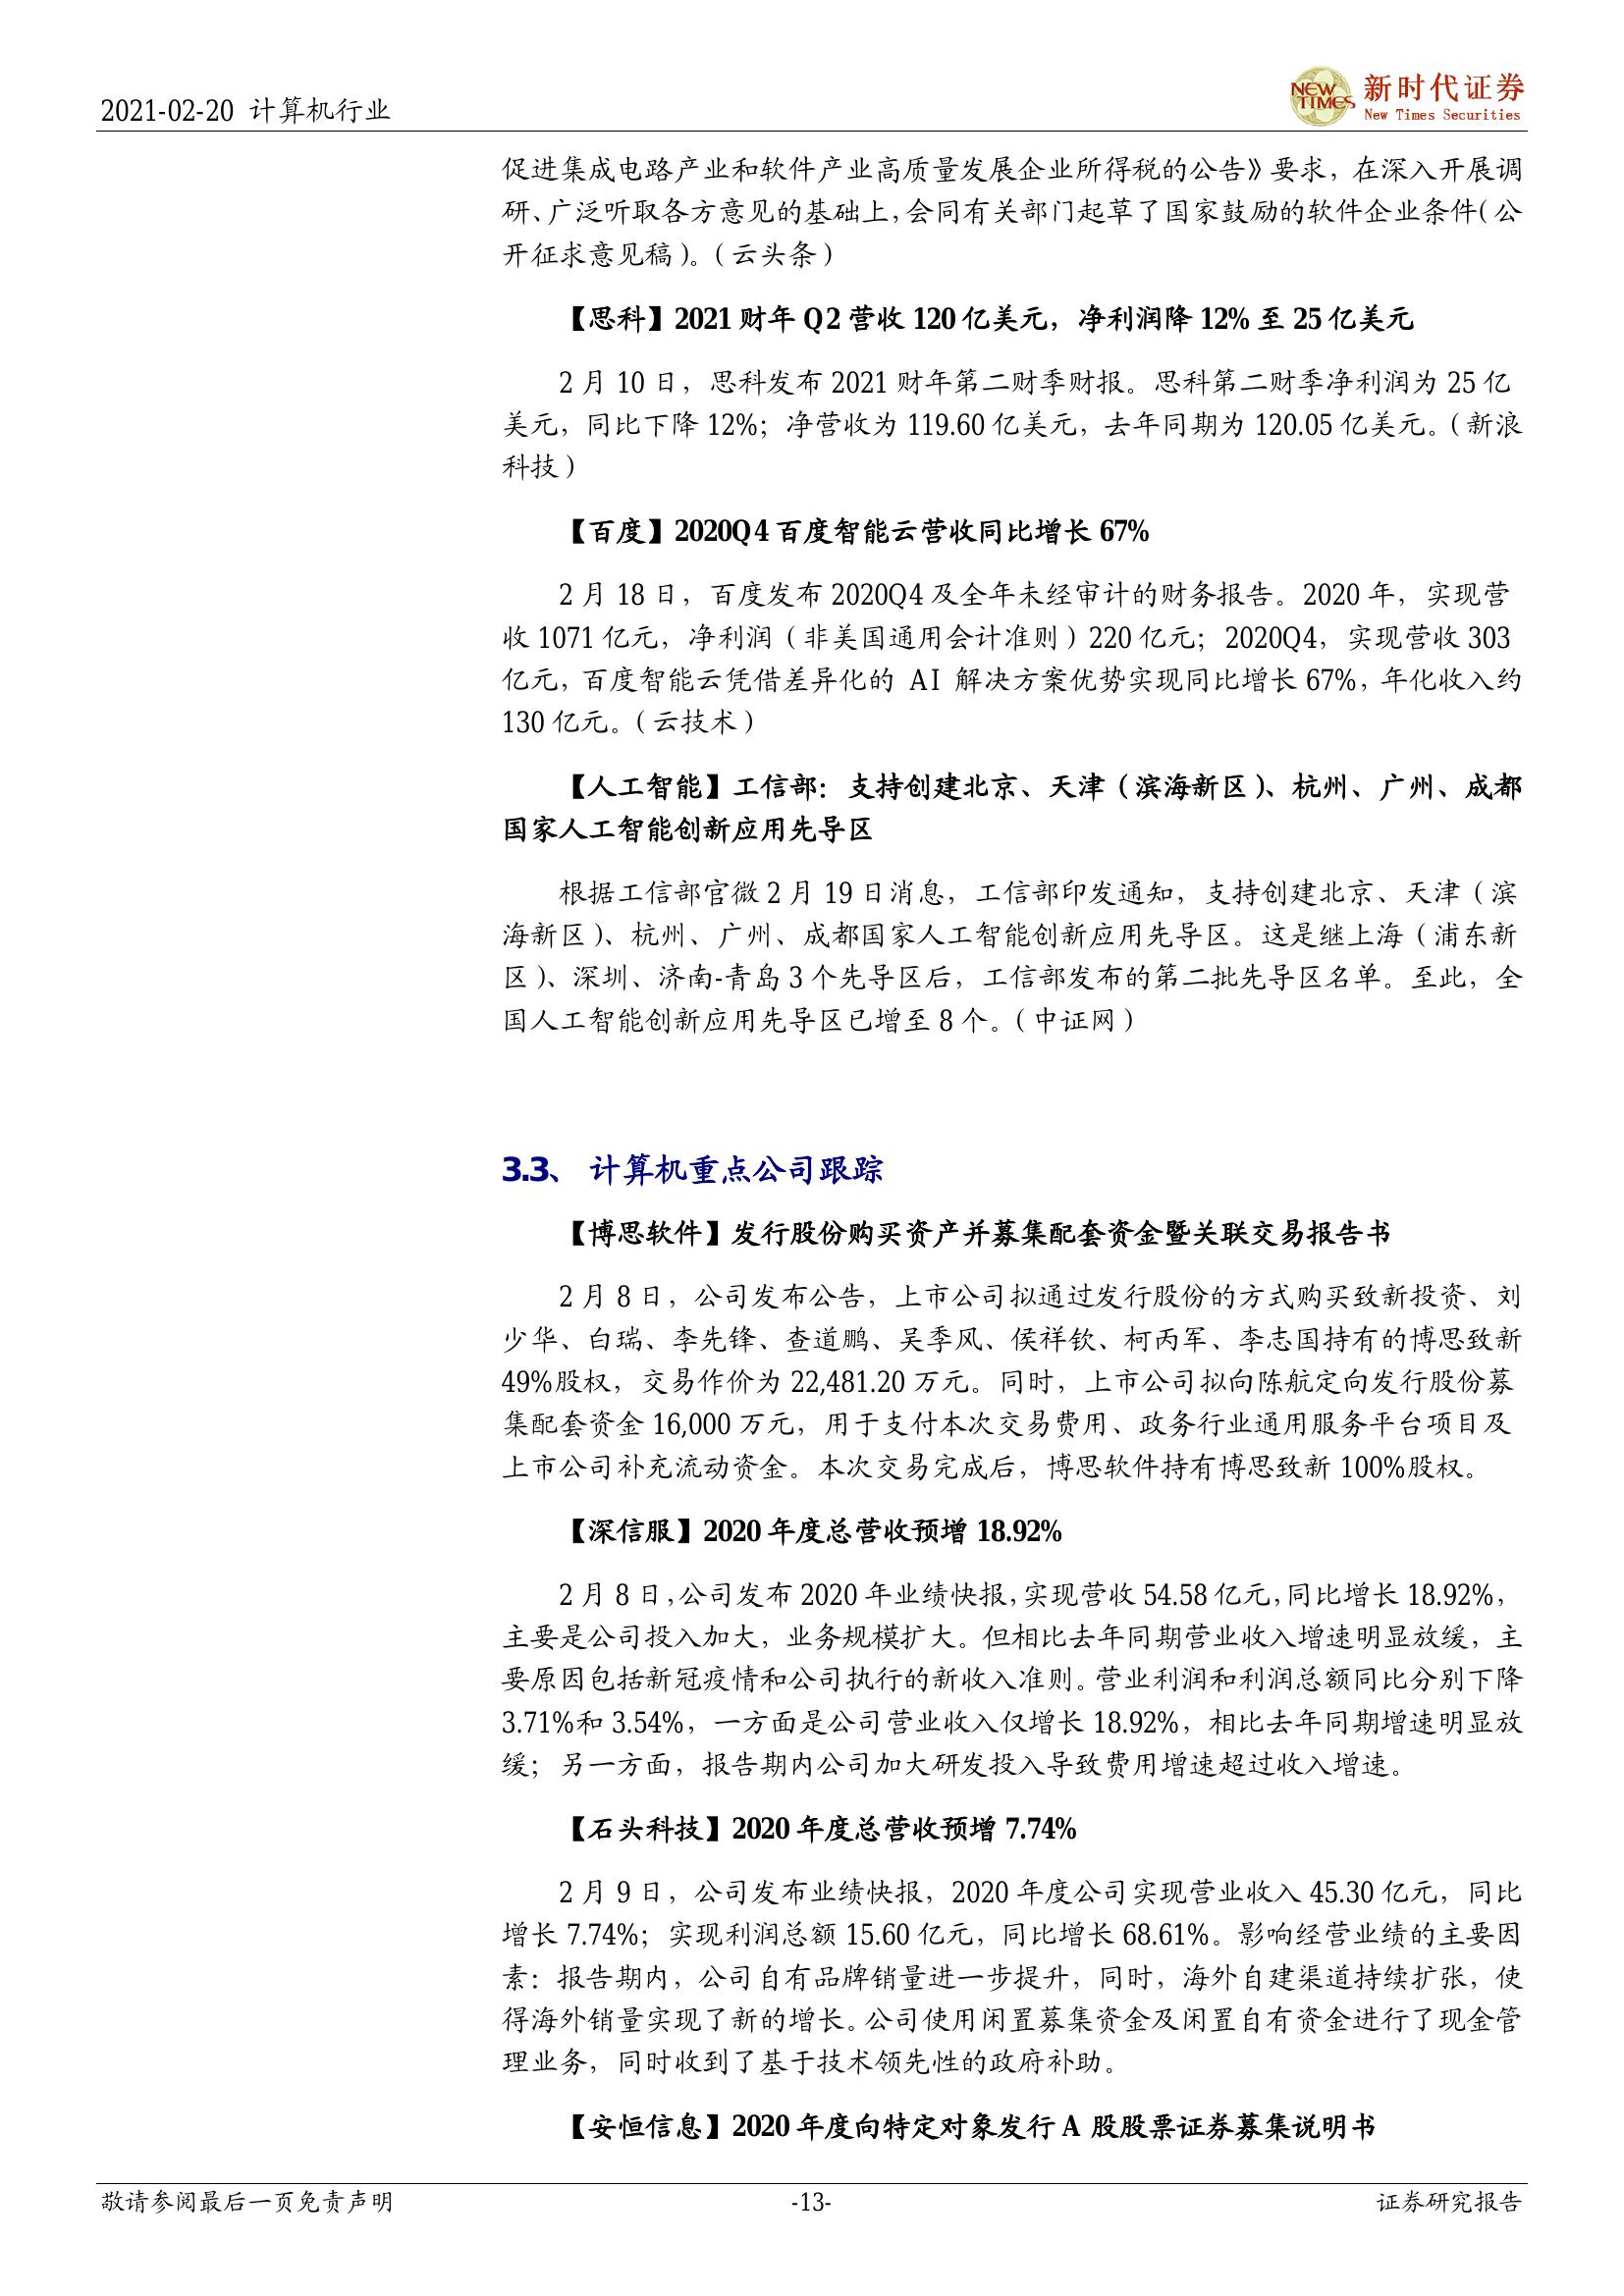 2021-02-20 计算机行业
NEW TIMES
新时代证券
New Times Securities
促进集成电路产业和软件产业高质量发展企业所得税的公告》要求，在深入开展调
研、广泛听取各方意见的基础上，会同有关部门起草了国家鼓励的软件企业条件（公
开征求意见稿）。（云头条）
【思科】2021 财年 Q2 营收 120 亿美元，净利润降 12% 至 25 亿美元
2 月 10 日，思科发布 2021 财年第二财季财报。思科第二财季净利润为 25 亿
美元，同比下降 12%；净营收为 119.60 亿美元，去年同期为 120.05 亿美元。（新浪
科技）
【百度】2020Q4 百度智能云营收同比增长 67%
2 月 18 日，百度发布 2020Q4 及全年未经审计的财务报告。2020 年，实现营
收 1071 亿元，净利润（非美国通用会计准则）220 亿元；2020Q4，实现营收 303
亿元，百度智能云凭借差异化的 AI 解决方案优势实现同比增长 67%，年化收入约
130 亿元。（云技术）
【人工智能】工信部：支持创建北京、天津（滨海新区）、杭州、广州、成都
国家人工智能创新应用先导区
根据工信部官微 2 月 19 日消息，工信部印发通知，支持创建北京、天津（滨
海新区）、杭州、广州、成都国家人工智能创新应用先导区。这是继上海（浦东新
区）、深圳、济南-青岛 3 个先导区后，工信部发布的第二批先导区名单。至此，全
国人工智能创新应用先导区已增至 8 个。（中证网）
3.3、 计算机重点公司跟踪
【博思软件】发行股份购买资产并募集配套资金暨关联交易报告书
2 月 8 日，公司发布公告，上市公司拟通过发行股份的方式购买致新投资、刘
少华、白瑞、李先锋、查道鹏、吴季风、侯祥钦、柯丙军、李志国持有的博思致新
49%股权，交易作价为 22,481.20 万元。同时，上市公司拟向陈航定向发行股份募
集配套资金 16,000 万元，用于支付本次交易费用、政务行业通用服务平台项目及
上市公司补充流动资金。本次交易完成后，博思软件持有博思致新 100%股权。
【深信服】2020 年度总营收预增 18.92%
2 月 8 日，公司发布 2020 年业绩快报，实现营收 54.58 亿元，同比增长 18.92%，
主要是公司投入加大，业务规模扩大。但相比去年同期营业收入增速明显放缓，主
要原因包括新冠疫情和公司执行的新收入准则。营业利润和利润总额同比分别下降
3.71%和 3.54%，一方面是公司营业收入仅增长 18.92%，相比去年同期增速明显放
缓；另一方面，报告期内公司加大研发投入导致费用增速超过收入增速。
【石头科技】2020 年度总营收预增 7.74%
2 月 9 日，公司发布业绩快报，2020 年度公司实现营业收入 45.30 亿元，同比
增长 7.74%；实现利润总额 15.60 亿元，同比增长 68.61%。影响经营业绩的主要因
素：报告期内，公司自有品牌销量进一步提升，同时，海外自建渠道持续扩张，使
得海外销量实现了新的增长。公司使用闲置募集资金及闲置自有资金进行了现金管
理业务，同时收到了基于技术领先性的政府补助。
【安恒信息】2020 年度向特定对象发行 A 股股票证券募集说明书
敬请参阅最后一页免责声明
-13-
证券研究报告